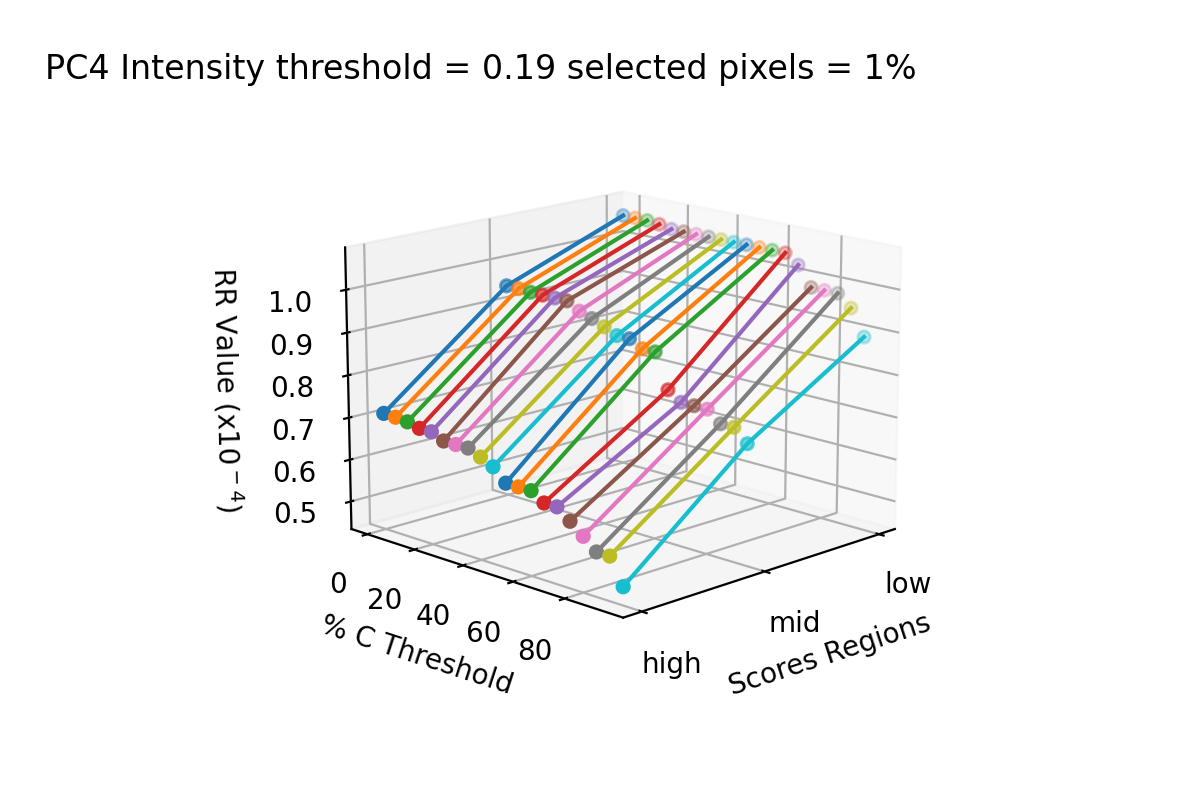 PC4 Intensity threshold = 0.19 selected pixels = 1%
RR Value (x10⁻⁴)
1.0
0.9
0.8
0.7
0.6
0.5
0
20
40
60
80
% C Threshold
high
mid
low
Scores Regions